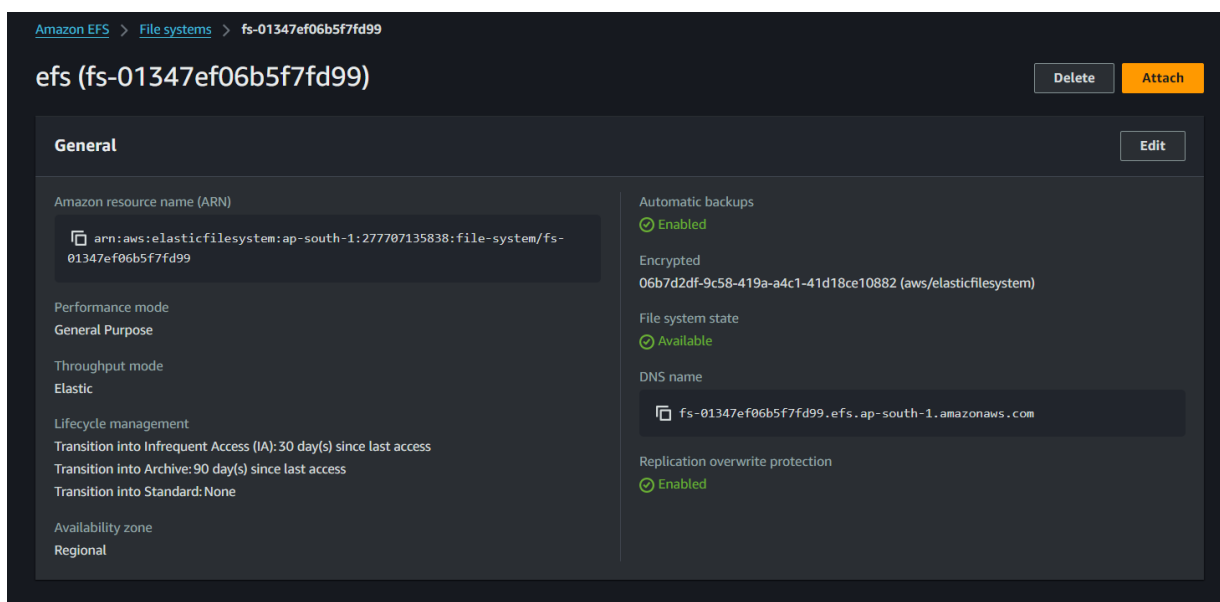 Amazon EFS > File systems > fs-01347ef06b5f7fd99
efs (fs-01347ef06b5f7fd99)
Delete
Attach
General
Edit
Amazon resource name (ARN)
arn:aws:elasticfilesystem:ap-south-1:277707135838:file-system/fs-
01347ef06b5f7fd99
Performance mode
General Purpose
Throughput mode
Elastic
Lifecycle management
Transition into Infrequent Access (IA): 30 day(s) since last access
Transition into Archive: 90 day(s) since last access
Transition into Standard: None
Availability zone
Regional
Automatic backups
Enabled
Encrypted
06b7d2df-9c58-419a-a4c1-41d18ce10882 (aws/elasticfilesystem)
File system state
Available
DNS name
fs-01347ef06b5f7fd99.efs.ap-south-1.amazonaws.com
Replication overwrite protection
Enabled